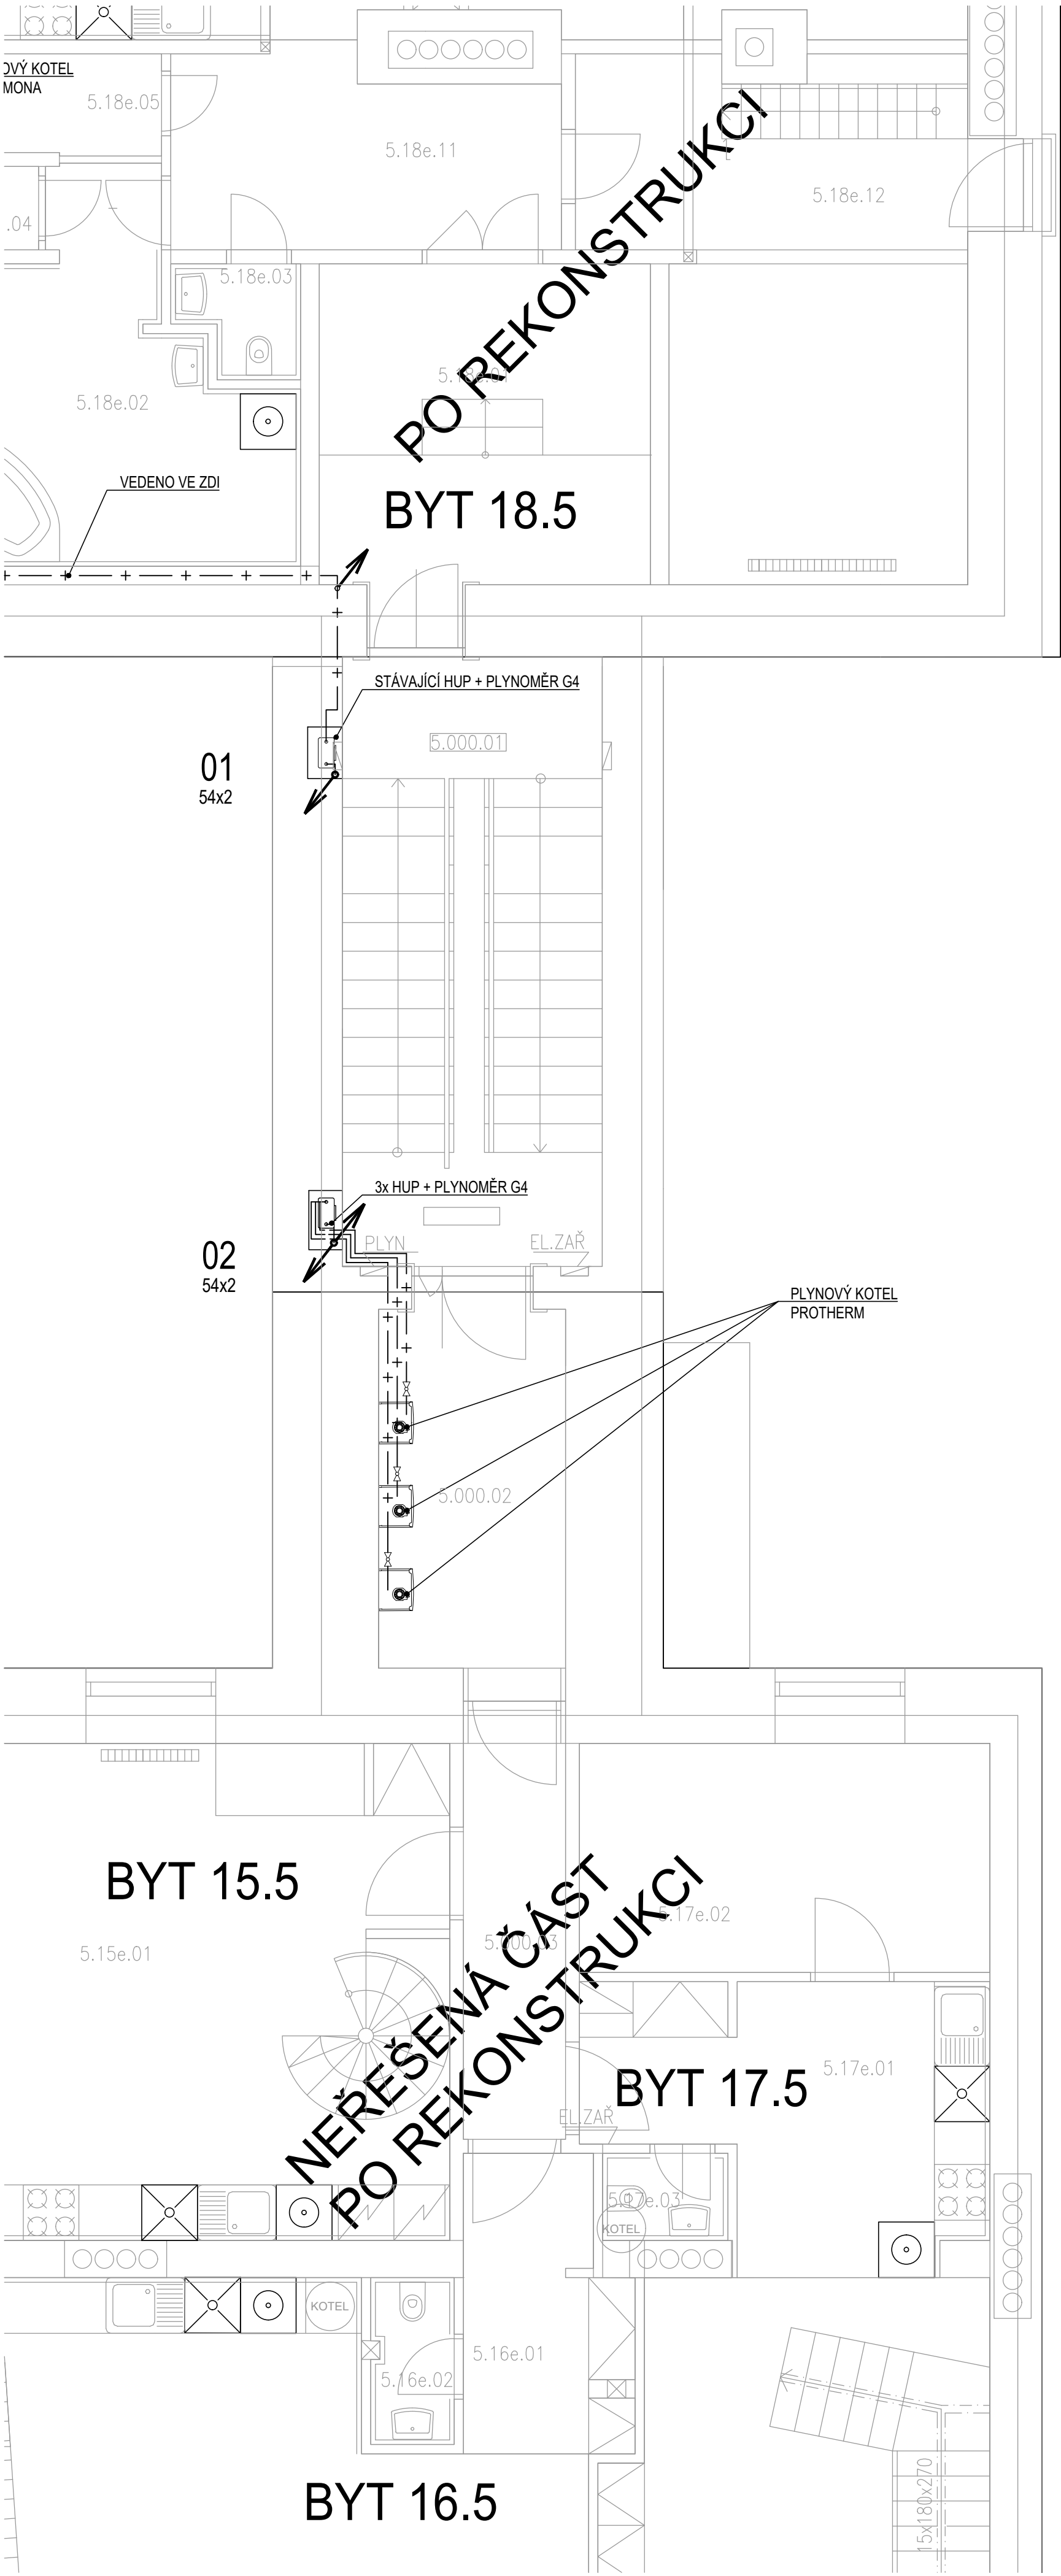 OVÝ KOTEL
MONA
5.18e.05
5.18e.11
5.18e.12
.04
5.18e.03
5.18e.01
5.18e.02
PO REKONSTRUKCI
VEDENO VE ZDI
BYT 18.5
STÁVAJÍCÍ HUP + PLYNOMĚR G4
5.000.01
01
54x2
3x HUP + PLYNOMĚR G4
02
54x2
PLYN
EL.ZAŘ
PLYNOVÝ KOTEL
PROTHERM
5.000.02
BYT 15.5
5.15e.01
5.000.03
5.17e.02
NEŘEŠENÁ ČÁST
PO REKONSTRUKCI
BYT 17.5
5.17e.01
EL.ZAŘ
5.17e.03
KOTEL
KOTEL
5.16e.01
5.16e.02
BYT 16.5
15x180x270